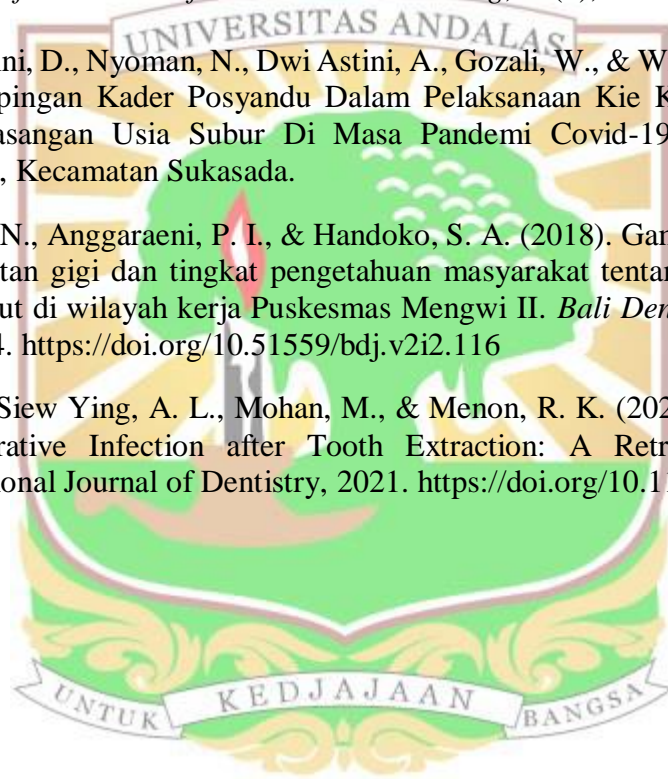 UNIVERSITAS ANDALAS
ni, D., Nyoman, N., Dwi Astini, A., Gozali, W., & W
pingan Kader Posyandu Dalam Pelaksanaan Kie K
asangan Usia Subur Di Masa Pandemi Covid-19
, Kecamatan Sukasada.
N., Anggaraeni, P. I., & Handoko, S. A. (2018). Gan
tan gigi dan tingkat pengetahuan masyarakat tentan
ut di wilayah kerja Puskesmas Mengwi II. Bali Den
4. https://doi.org/10.51559/bdj.v2i2.116
Siew Ying, A. L., Mohan, M., & Menon, R. K. (202
rative Infection after Tooth Extraction: A Retr
ional Journal of Dentistry, 2021. https://doi.org/10.1
UNTUK KEDJAJAAN BANGSA